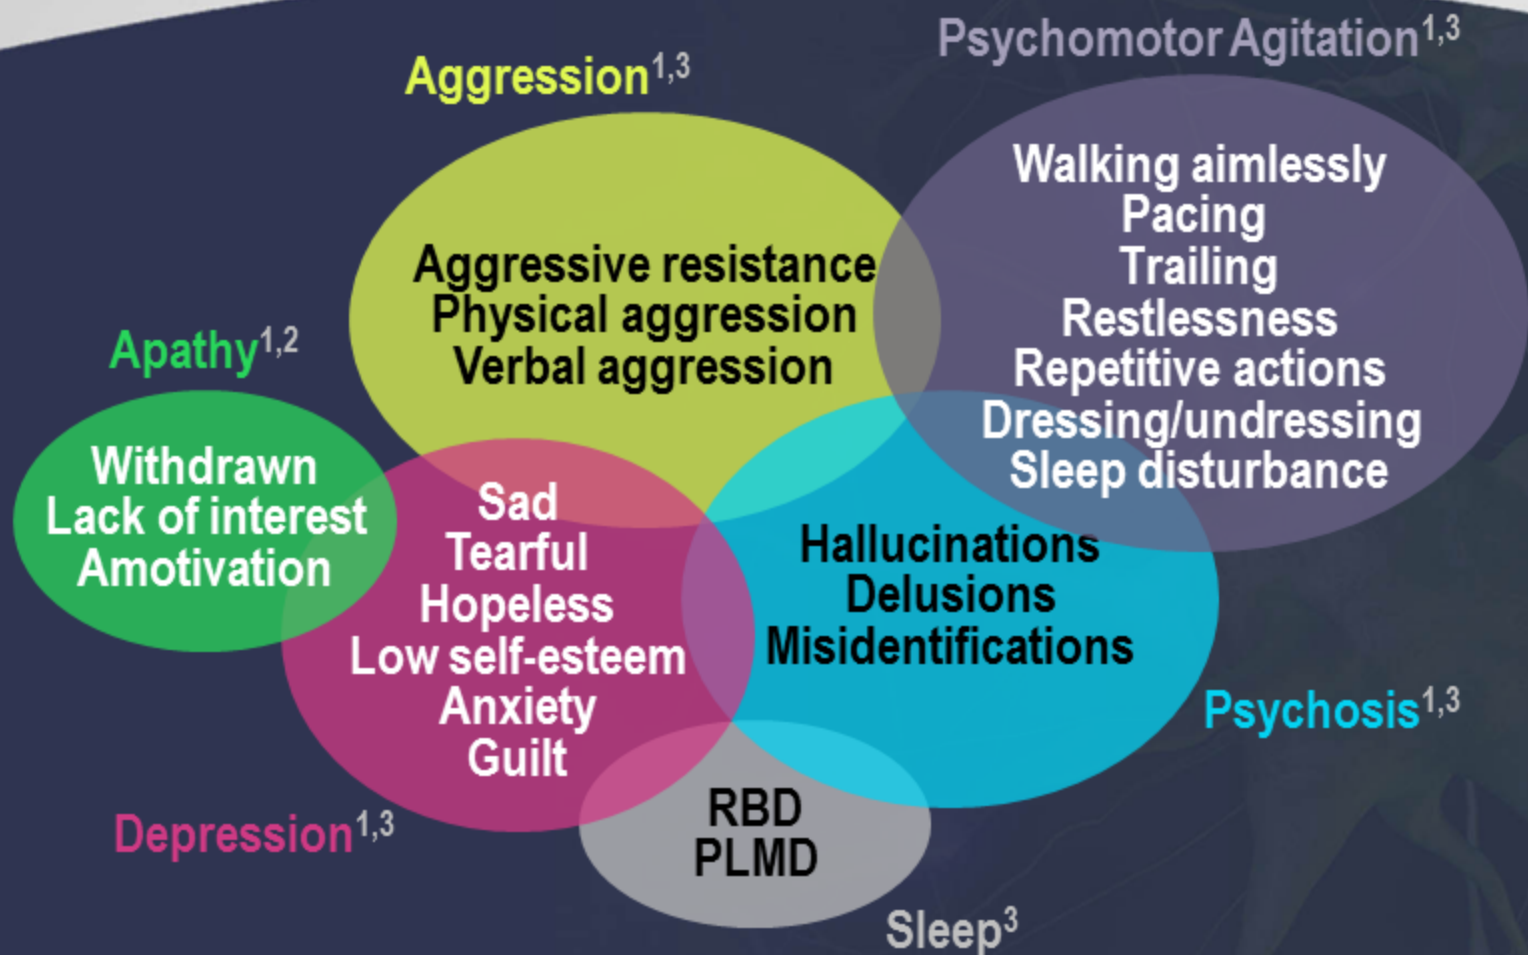 Psychomotor Agitation1,3
Aggression1,3
Walking aimlessly
Pacing
Trailing
Restlessness
Repetitive actions
Dressing/undressing
Sleep disturbance
Aggressive resistance
Physical aggression
Verbal aggression
Apathy1,2
Withdrawn
Lack of interest
Amotivation
Sad
Tearful
Hopeless
Low self-esteem
Anxiety
Guilt
Hallucinations
Delusions
Misidentifications
Psychosis1,3
Depression1,3
RBD
PLMD
Sleep3